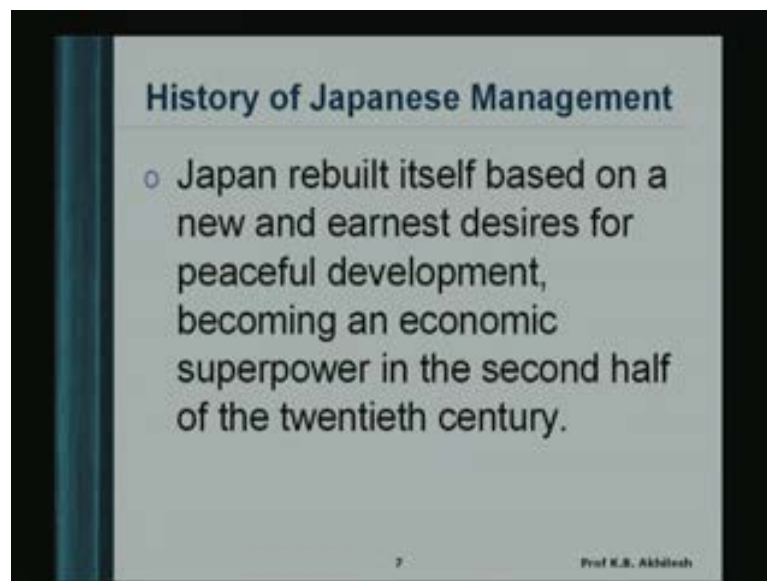 History of Japanese Management
o Japan rebuilt itself based on a
new and earnest desires for
peaceful development,
becoming an economic
superpower in the second half
of the twentieth century.
7
Prof K.B. Akhilesh